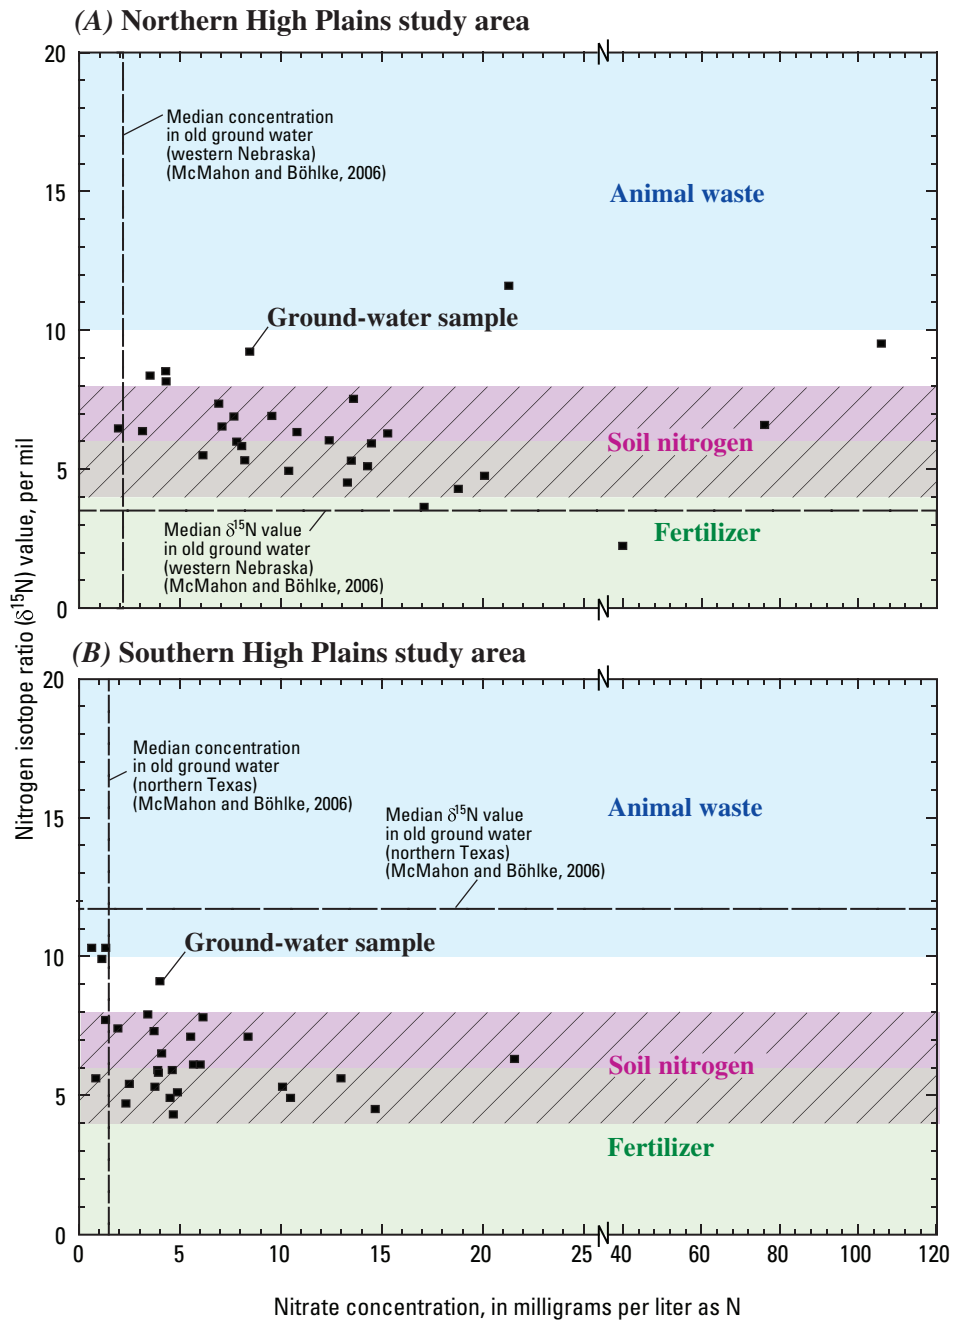 (A) Northern High Plains study area
20
15
10
5
0
Median concentration
in old ground water
(western Nebraska)
(McMahon and Böhlke, 2006)
Animal waste
Ground-water sample
Soil nitrogen
Fertilizer
Median δ15N value
in old ground water
(western Nebraska)
(McMahon and Böhlke, 2006)
Nitrogen isotope ratio (δ15N) value, per mil
(B) Southern High Plains study area
20
15
10
5
0
Median concentration
in old ground water
(northern Texas)
(McMahon and Böhlke, 2006)
Median δ15N value
in old ground water
(northern Texas)
(McMahon and Böhlke, 2006)
Animal waste
Ground-water sample
Soil nitrogen
Fertilizer
0 5 10 15 20 25 40 60 80 100 120
Nitrate concentration, in milligrams per liter as N